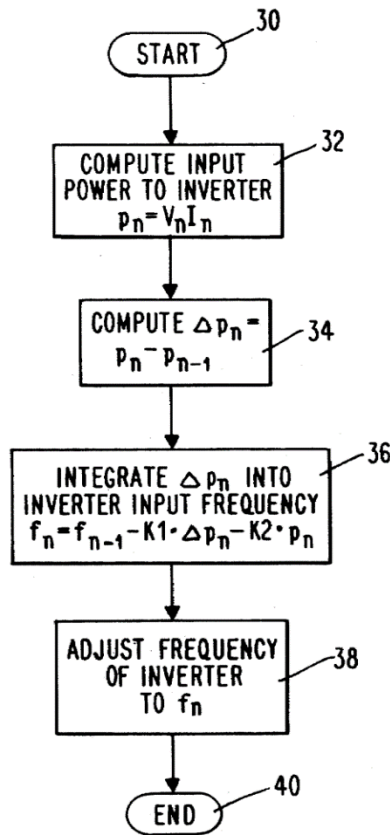 30
START
32
COMPUTE INPUT
POWER TO INVERTER
pₙ=VₙIₙ
34
COMPUTE △pₙ=
pₙ−pₙ₋₁
36
INTEGRATE △pₙ INTO
INVERTER INPUT FREQUENCY
fₙ=fₙ₋₁−K1·△pₙ−K2·pₙ
ADJUST FREQUENCY
OF INVERTER
TO fₙ
38
40
END